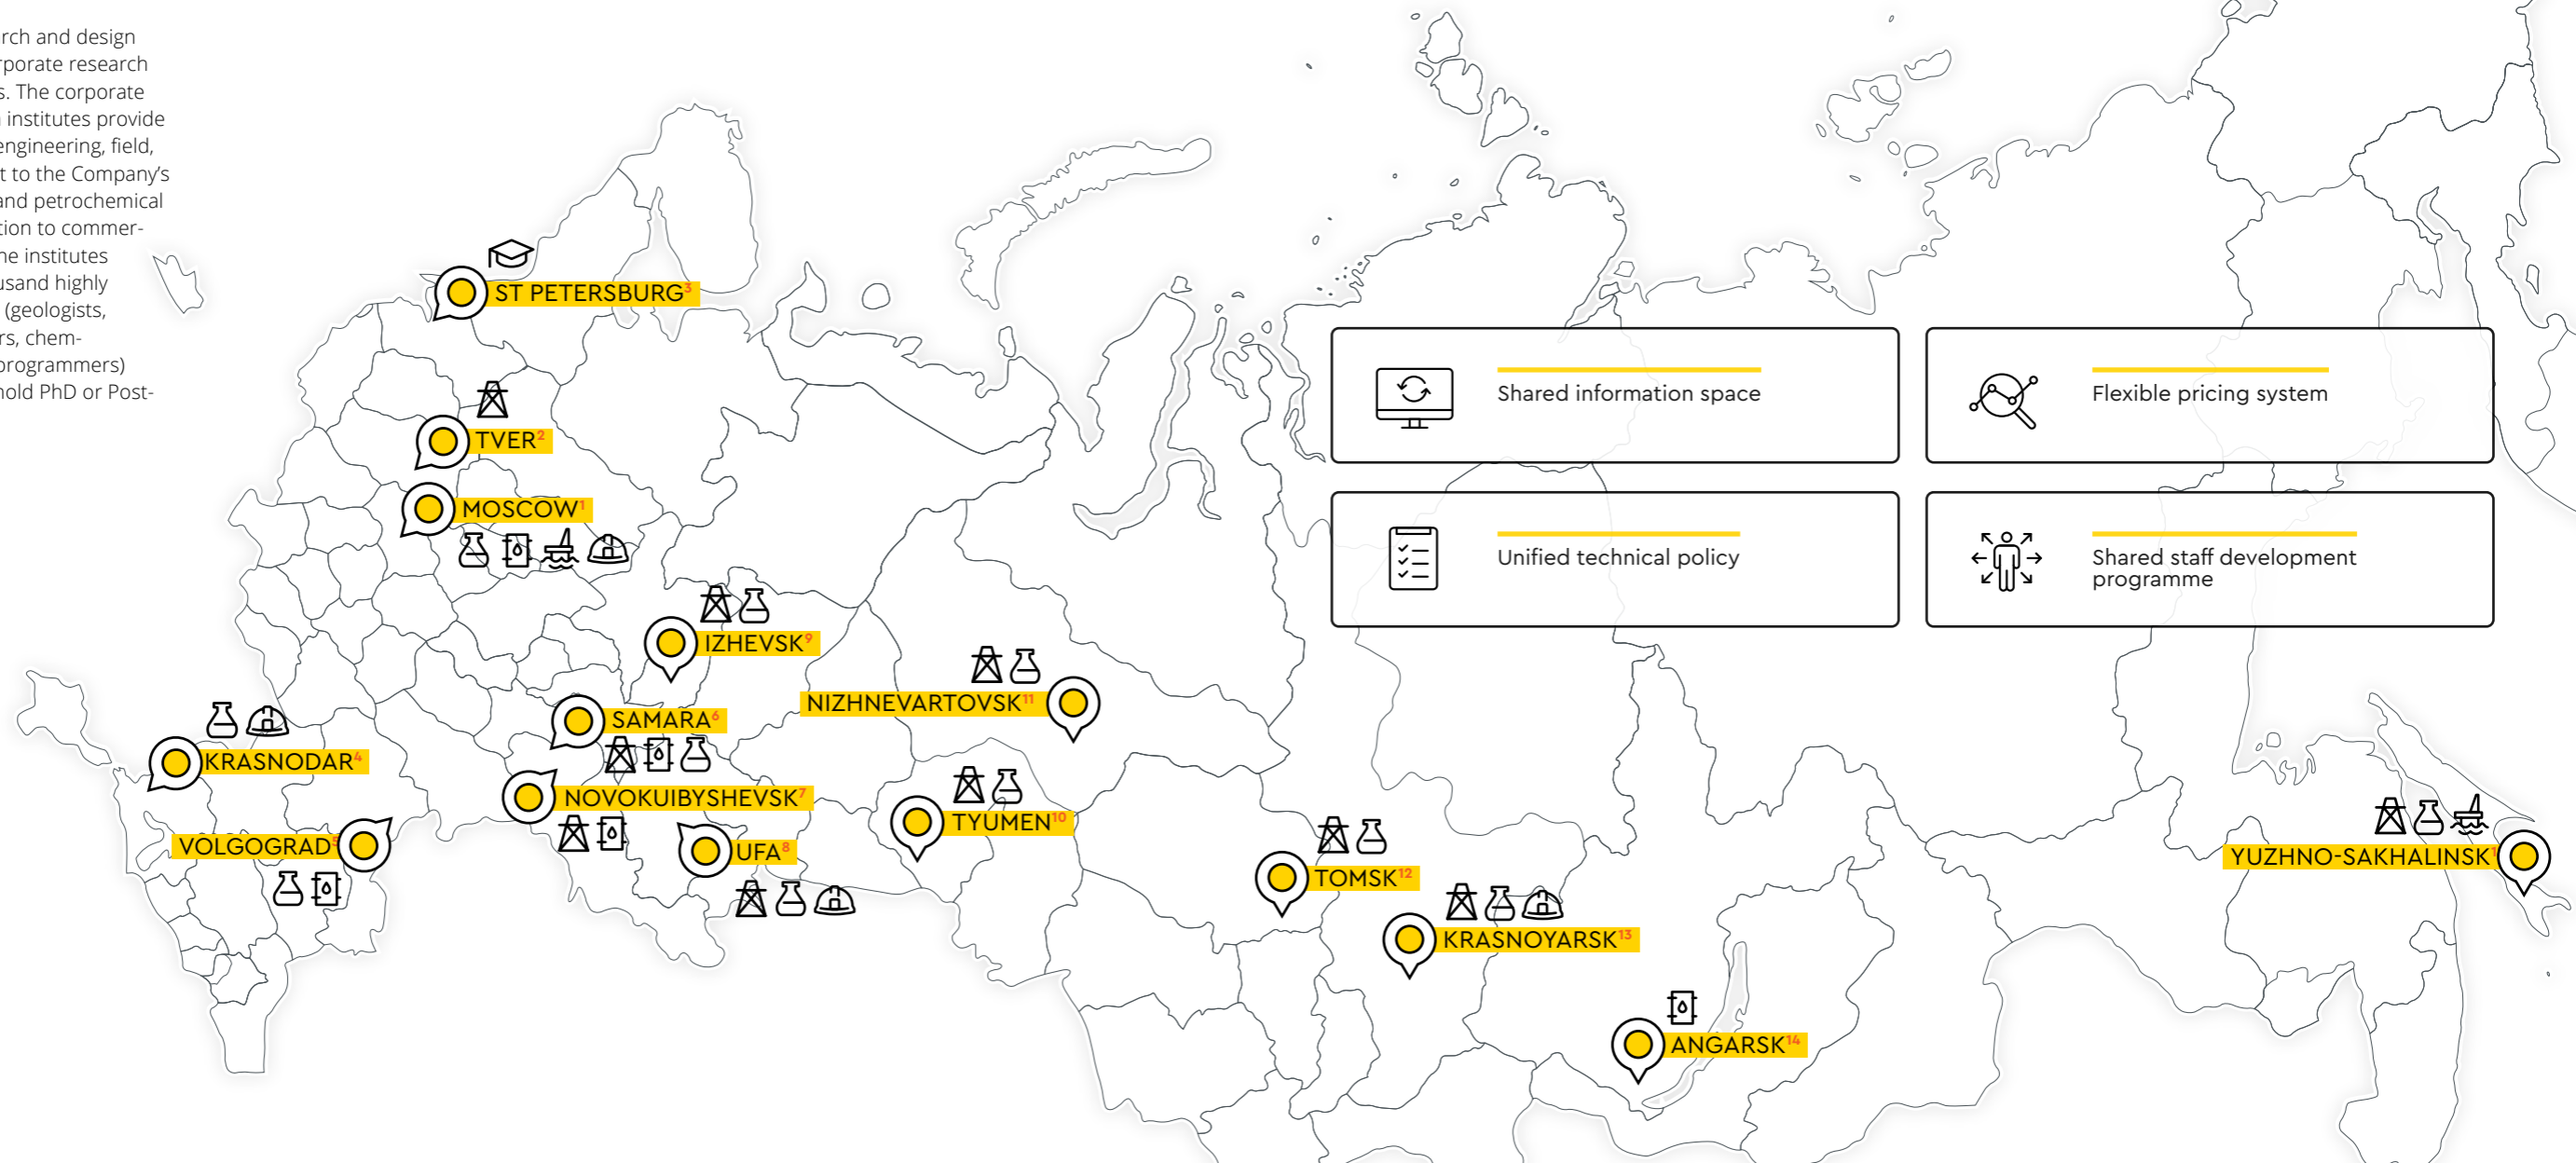 rch and design
rporate research
s. The corporate
institutes provide
engineering, field,
t to the Company's
and petrochemical
tion to commer-
ne institutes
usand highly
(geologists,
rs, chem-
programmers)
hold PhD or Post-
ST PETERSBURG³
TVER²
MOSCOW¹
IZHEVSK⁹
NIZHNEVARTOVSK¹¹
SAMARA⁶
KRASNODAR⁴
NOVOKUIBYSHEVSK⁷
VOLGOGRAD⁵
UFA⁸
TYUMEN¹⁰
TOMSK¹²
KRASNOYARSK¹³
ANGARSK¹⁴
YUZHNO-SAKHALINSK¹
Shared information space
Flexible pricing system
Unified technical policy
Shared staff development
programme